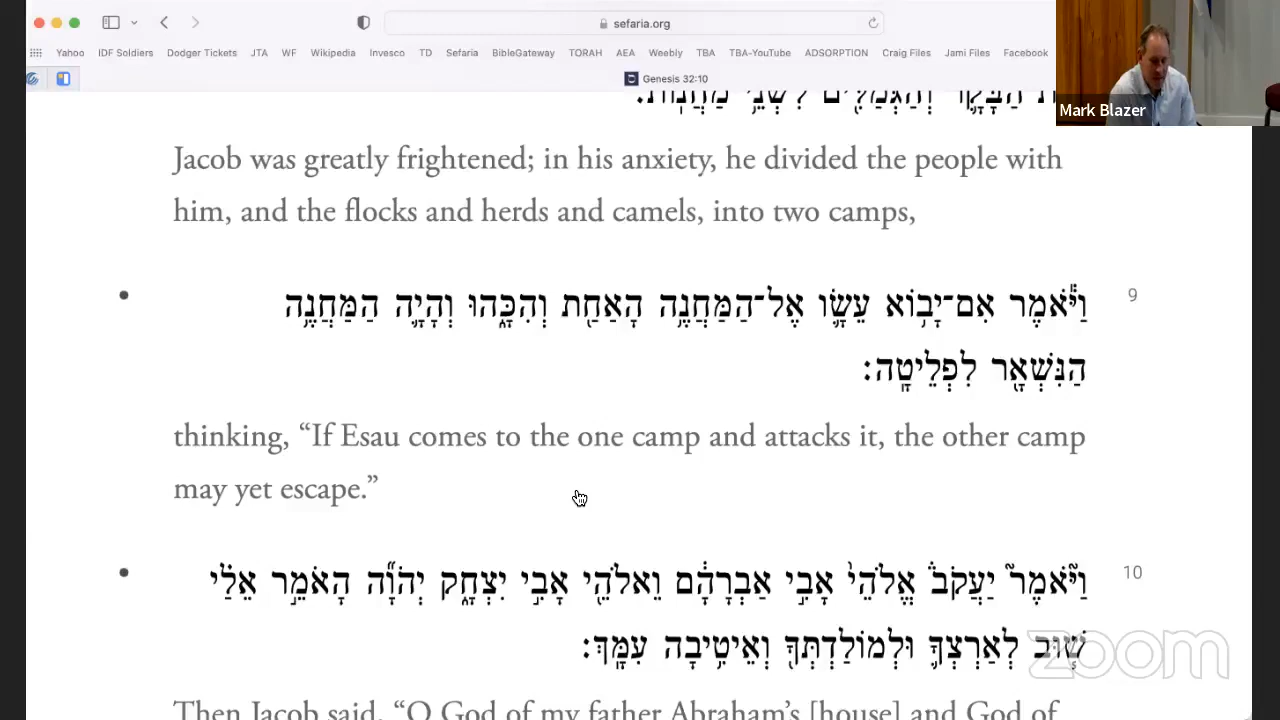 sefaria.org
Yahoo IDF Soldiers Dodger Tickets JTA WF Wikipedia Invesco TD Sefaria BibleGateway TORAH AEA Weebly TBA TBA-YouTube ADSORPTION Craig Files Jami Files Facebook
Genesis 32:10
Mark Blazer
הַבָּקָ֛ר וְהַגְּמַלִּ֖ים לִשְׁנֵ֥י מַחֲנֽוֹת׃
Jacob was greatly frightened; in his anxiety, he divided the people with
him, and the flocks and herds and camels, into two camps,
9
וַיֹּ֕אמֶר אִם־יָב֥וֹא עֵשָׂ֛ו אֶל־הַמַּחֲנֶ֥ה הָאַחַ֖ת וְהִכָּ֑הוּ וְהָיָ֛ה הַמַּחֲנֶ֥ה
הַנִּשְׁאָ֖ר לִפְלֵיטָֽה׃
thinking, “If Esau comes to the one camp and attacks it, the other camp
may yet escape.”
10
וַיֹּ֘אמֶר֮ יַעֲקֹב֒ אֱלֹהֵי֙ אָבִ֣י אַבְרָהָ֔ם וֵאלֹהֵ֖י אָבִ֣י יִצְחָ֑ק יְהֹוָ֞ה הָאֹמֵ֣ר אֵלַ֗י
שׁ֧וּב לְאַרְצְךָ֛ וּלְמוֹלַדְתְּךָ֖ וְאֵיטִ֥יבָה עִמָּֽךְ׃
zoom
Then Jacob said, “O God of my father Abraham’s [house] and God of